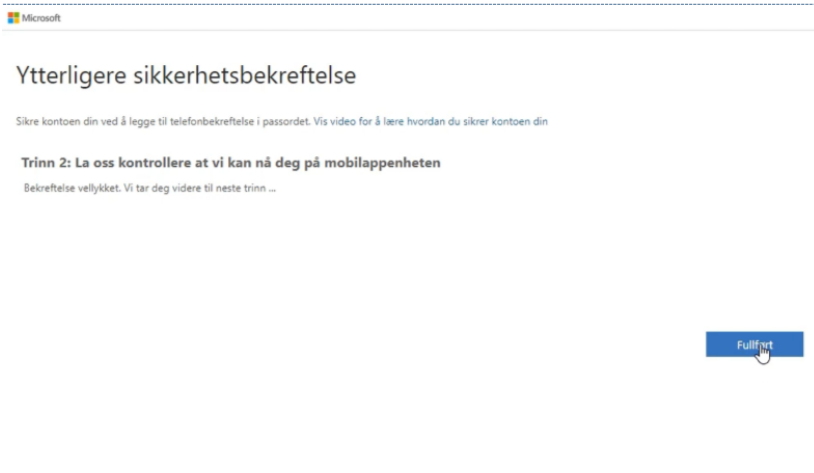 Microsoft
Ytterligere sikkerhetsbekreftelse
Sikre kontoen din ved å legge til telefonbekreftelse i passordet. Vis video for å lære hvordan du sikrer kontoen din
Trinn 2: La oss kontrollere at vi kan nå deg på mobilappenheten
Bekreftelse vellykket. Vi tar deg videre til neste trinn ...
Fullført